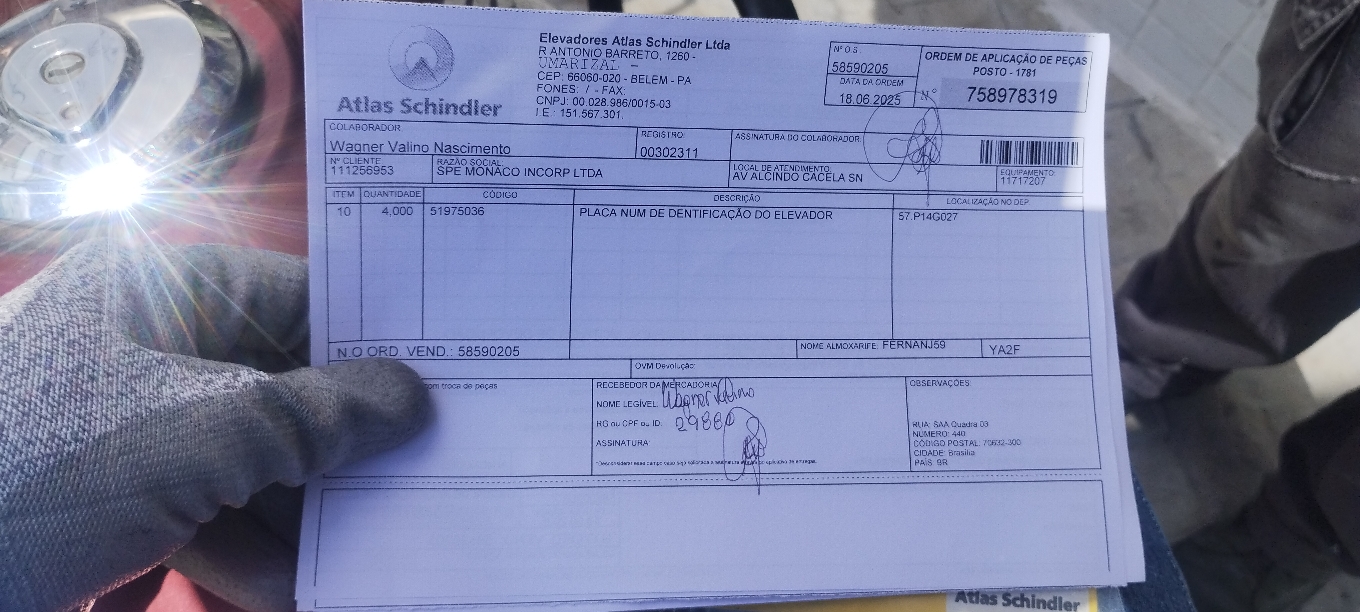 Elevadores Atlas Schindler Ltda
R ANTONIO BARRETO, 1260 -
UMARIZAL -
CEP: 66060-020 - BELEM - PA
FONES: / - FAX:
CNPJ: 00.028.986/0015-03
I E : 151.567.301.
Atlas Schindler
Nº O.S.
58590205
DATA DA ORDEM
18.06.2025
ORDEM DE APLICAÇÃO DE PEÇAS
POSTO - 1781
Nº 758978319
COLABORADOR:
Wagner Valino Nascimento
REGISTRO:
00302311
ASSINATURA DO COLABORADOR:
Nº CLIENTE
111256953
RAZÃO SOCIAL
SPE MONACO INCORP LTDA
LOCAL DE ATENDIMENTO:
AV ALCINDO CACELA SN
EQUIPAMENTO:
11717207
ITEM QUANTIDADE CÓDIGO DESCRIÇÃO LOCALIZAÇÃO NO DEP.
10 4,000 51975036 PLACA NUM DE DENTIFICAÇÃO DO ELEVADOR 57.P14G027
N.O ORD. VEND.: 58590205
NOME ALMOXARIFE: FERNANJ59 YA2F
OVM Devolução:
com troca de peças
RECEBEDOR DA MERCADORIA
NOME LEGÍVEL: Wagner Valino
RG ou CPF ou ID: 29880
ASSINATURA:
OBSERVAÇÕES
RUA: SAA Quadra 03
NÚMERO: 440
CÓDIGO POSTAL: 70632-300
CIDADE: Brasília
PAÍS: BR
Atlas Schindler